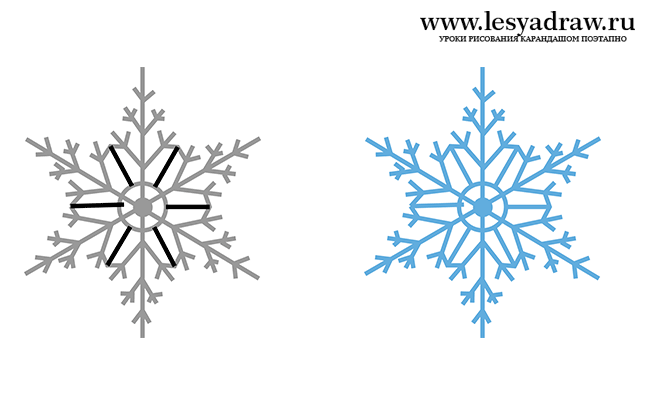 www.lesyadraw.ru
УРОКИ РИСОВАНИЯ КАРАНДАШОМ ПОЭТАПНО